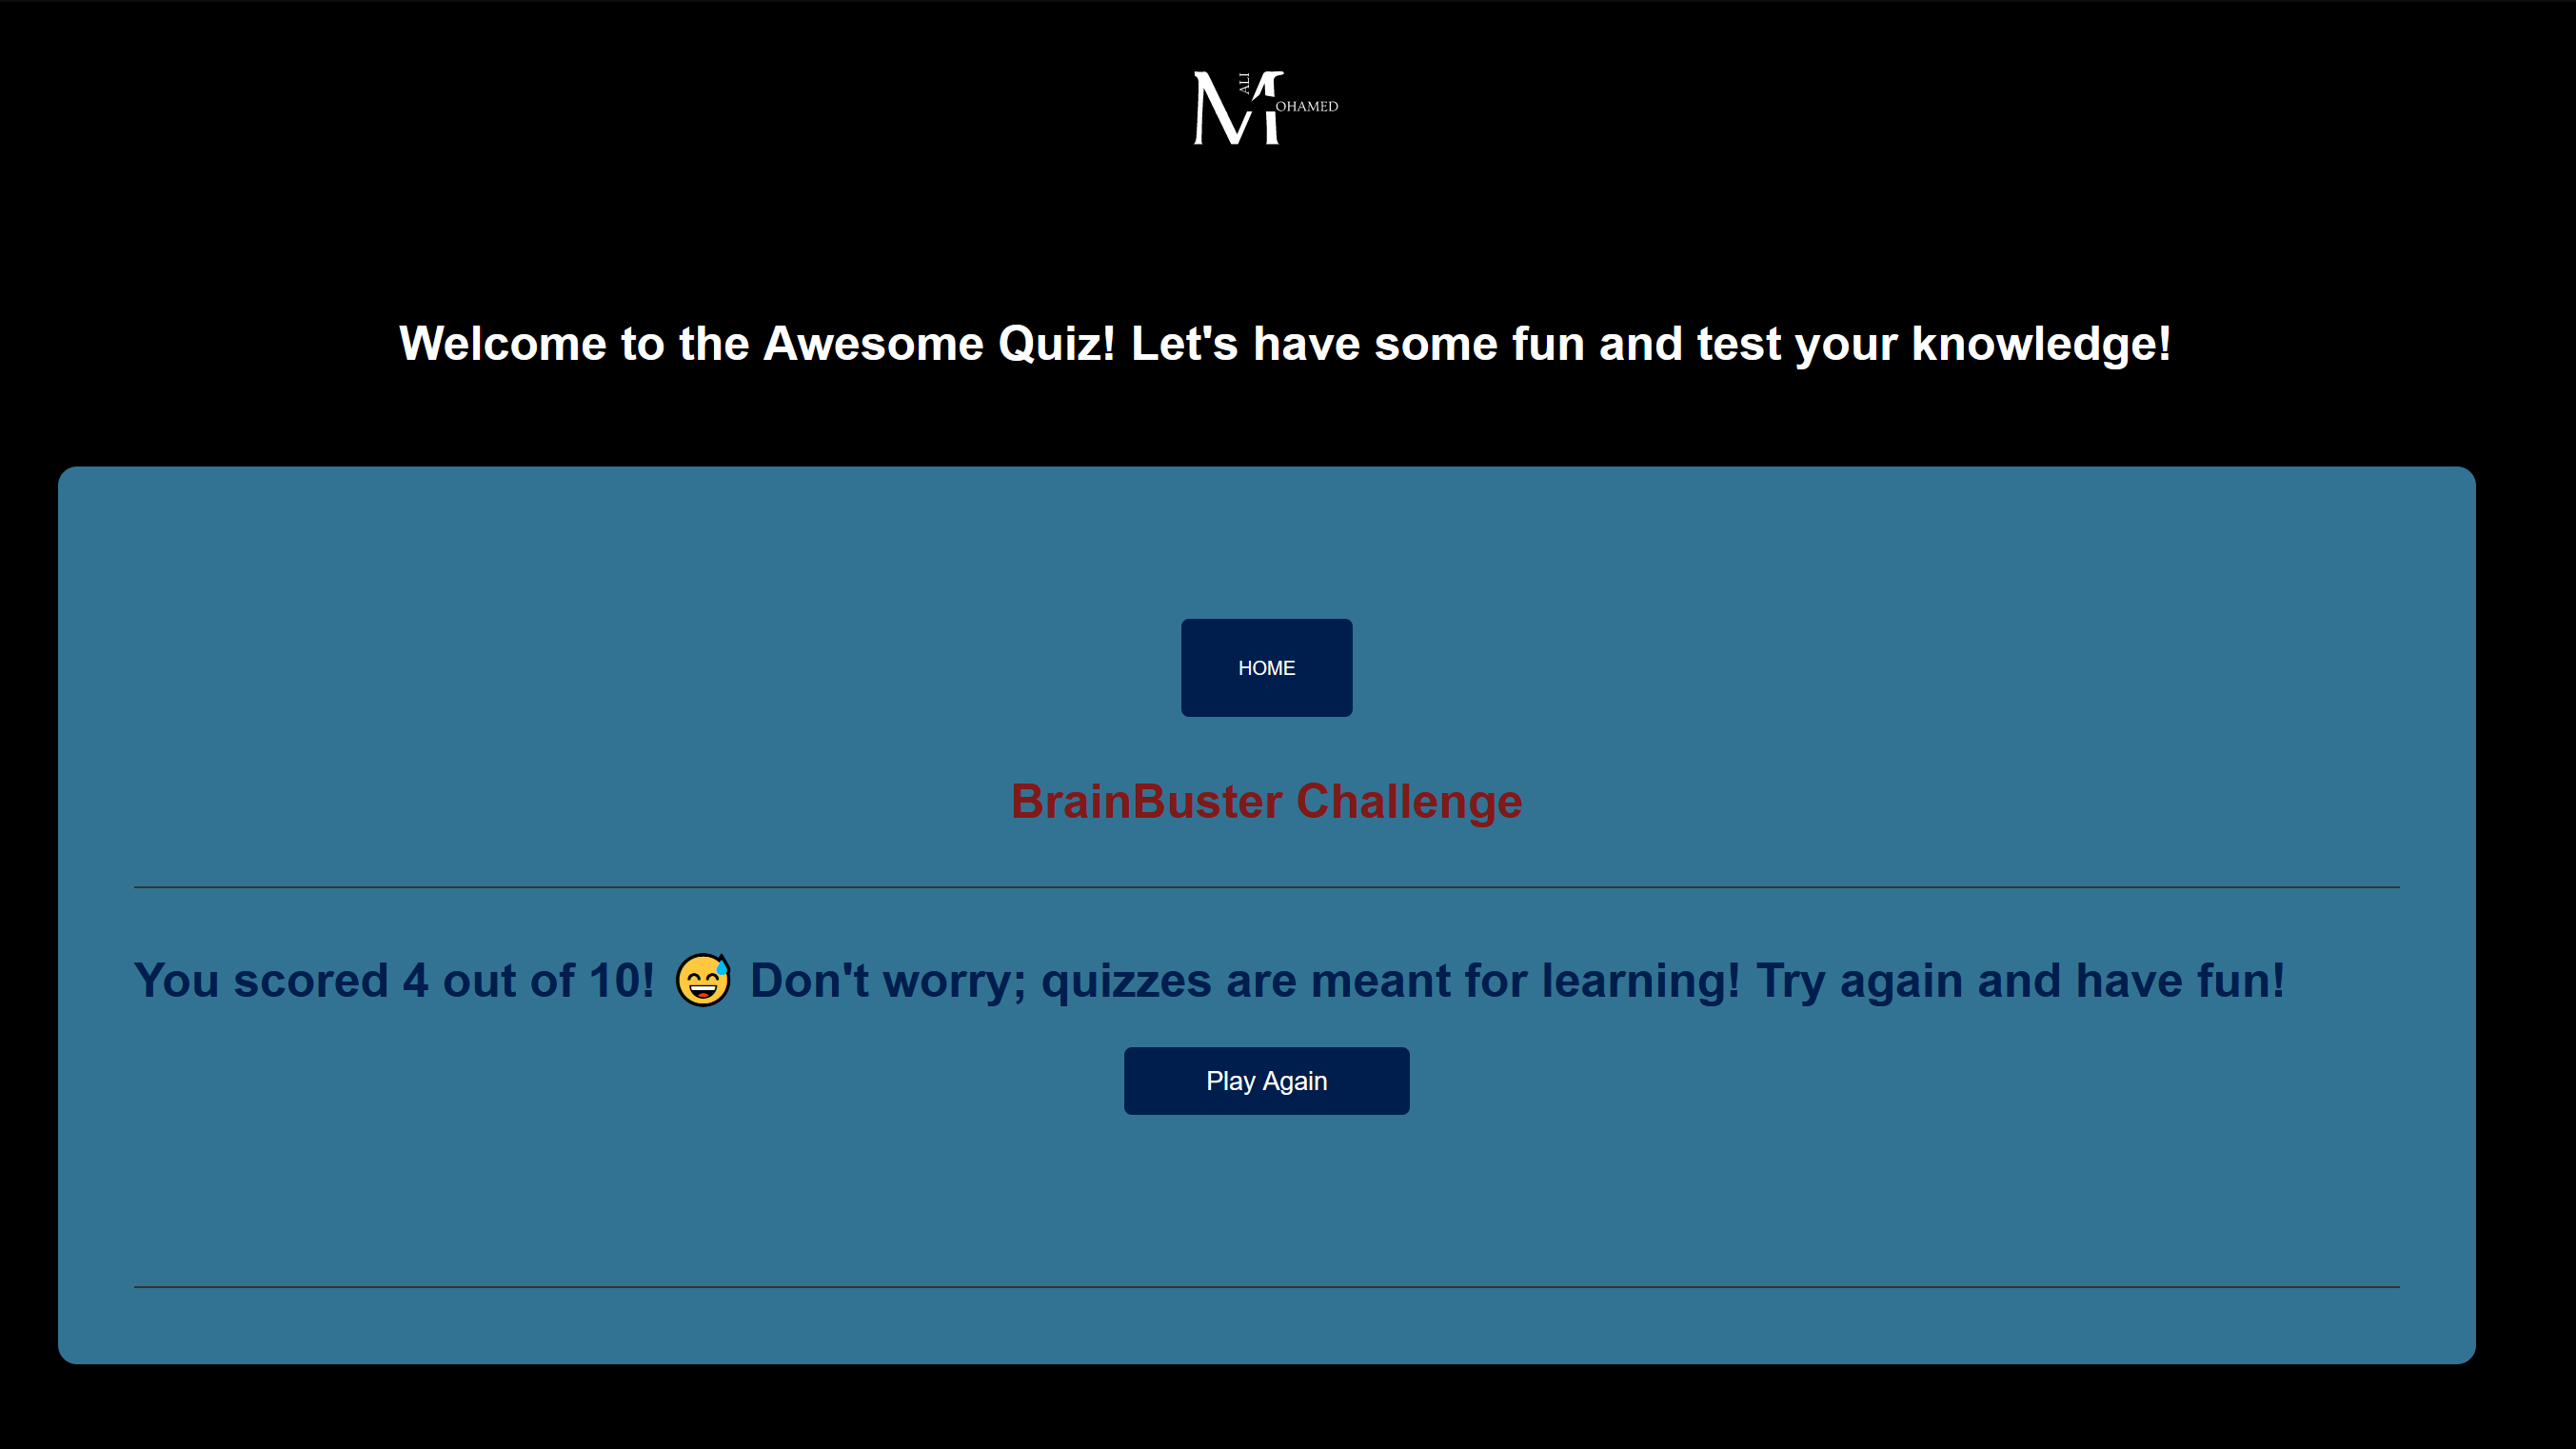 ALI
MOHAMED
Welcome to the Awesome Quiz! Let's have some fun and test your knowledge!
HOME
BrainBuster Challenge
You scored 4 out of 10! 😅 Don't worry; quizzes are meant for learning! Try again and have fun!
Play Again